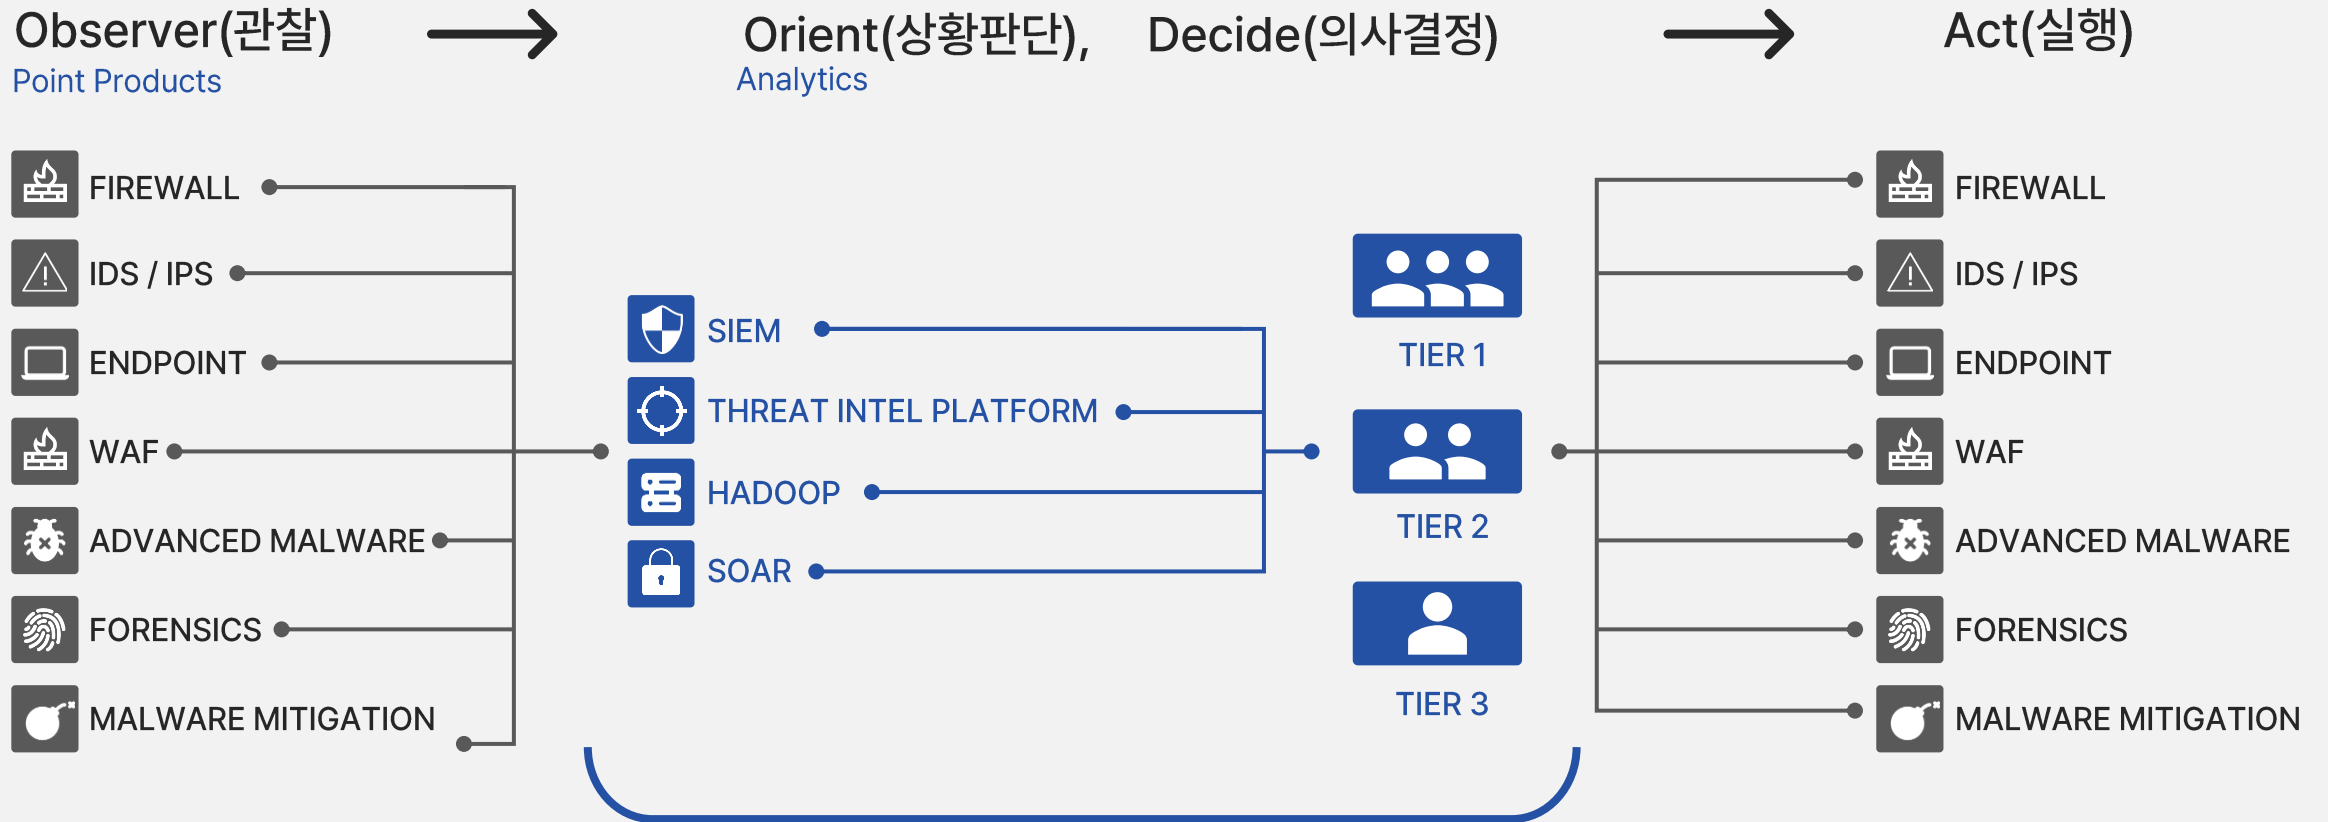 Observer(관찰)
Point Products
Orient(상황판단), Decide(의사결정)
Analytics
Act(실행)
FIREWALL
IDS / IPS
ENDPOINT
WAF
ADVANCED MALWARE
FORENSICS
MALWARE MITIGATION
SIEM
THREAT INTEL PLATFORM
HADOOP
SOAR
TIER 1
TIER 2
TIER 3
FIREWALL
IDS / IPS
ENDPOINT
WAF
ADVANCED MALWARE
FORENSICS
MALWARE MITIGATION